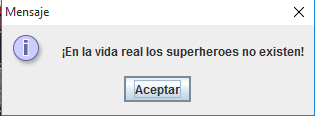 Mensaje
¡En la vida real los superheroes no existen!
Aceptar